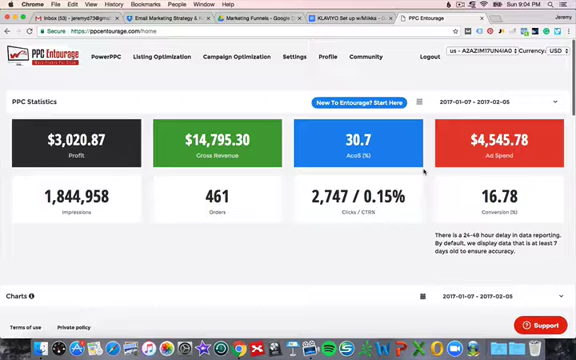 Chrome File Edit View History Bookmarks People Window Help
Sun 9:04 PM
Inbox (1) - jeremyd73@gmail.c
Email Marketing Strategy & I
Marketing Funnels - Google
KLAVIYO Set up w/Mikka -
PPC Entourage
Jeremy
https://ppcentourage.com/home
PPC ENTOURAGE
PowerPPC Listing Optimization Campaign Optimization Settings Profile Community Logout
Currency: USD
PPC Statistics
New To Entourage? Start Here
2017-01-07 - 2017-02-05
$3,020.87
Profit
$14,795.30
Gross Revenue
30.7
AcoS (%)
$4,545.78
Ad Spend
1,844,958
Impressions
461
Orders
2,747 / 0.15%
Clicks / CTR%
16.78
Conversion (%)
There is a 24-48 hour delay in data reporting.
By default, we display data that is at least 7
days old to ensure accuracy.
Charts
2017-01-07 - 2017-02-05
Terms of use Privacy policy
Support